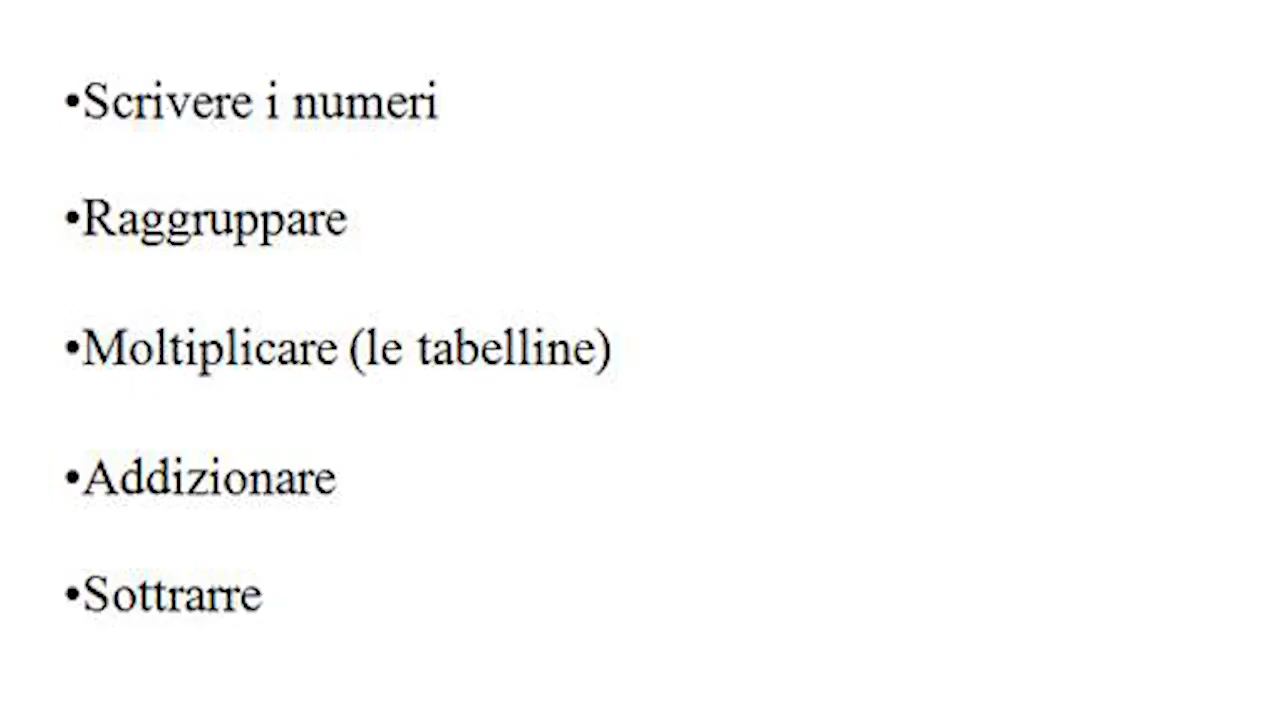 •Scrivere i numeri
•Raggruppare
•Moltiplicare (le tabelline)
•Addizionare
•Sottrarre